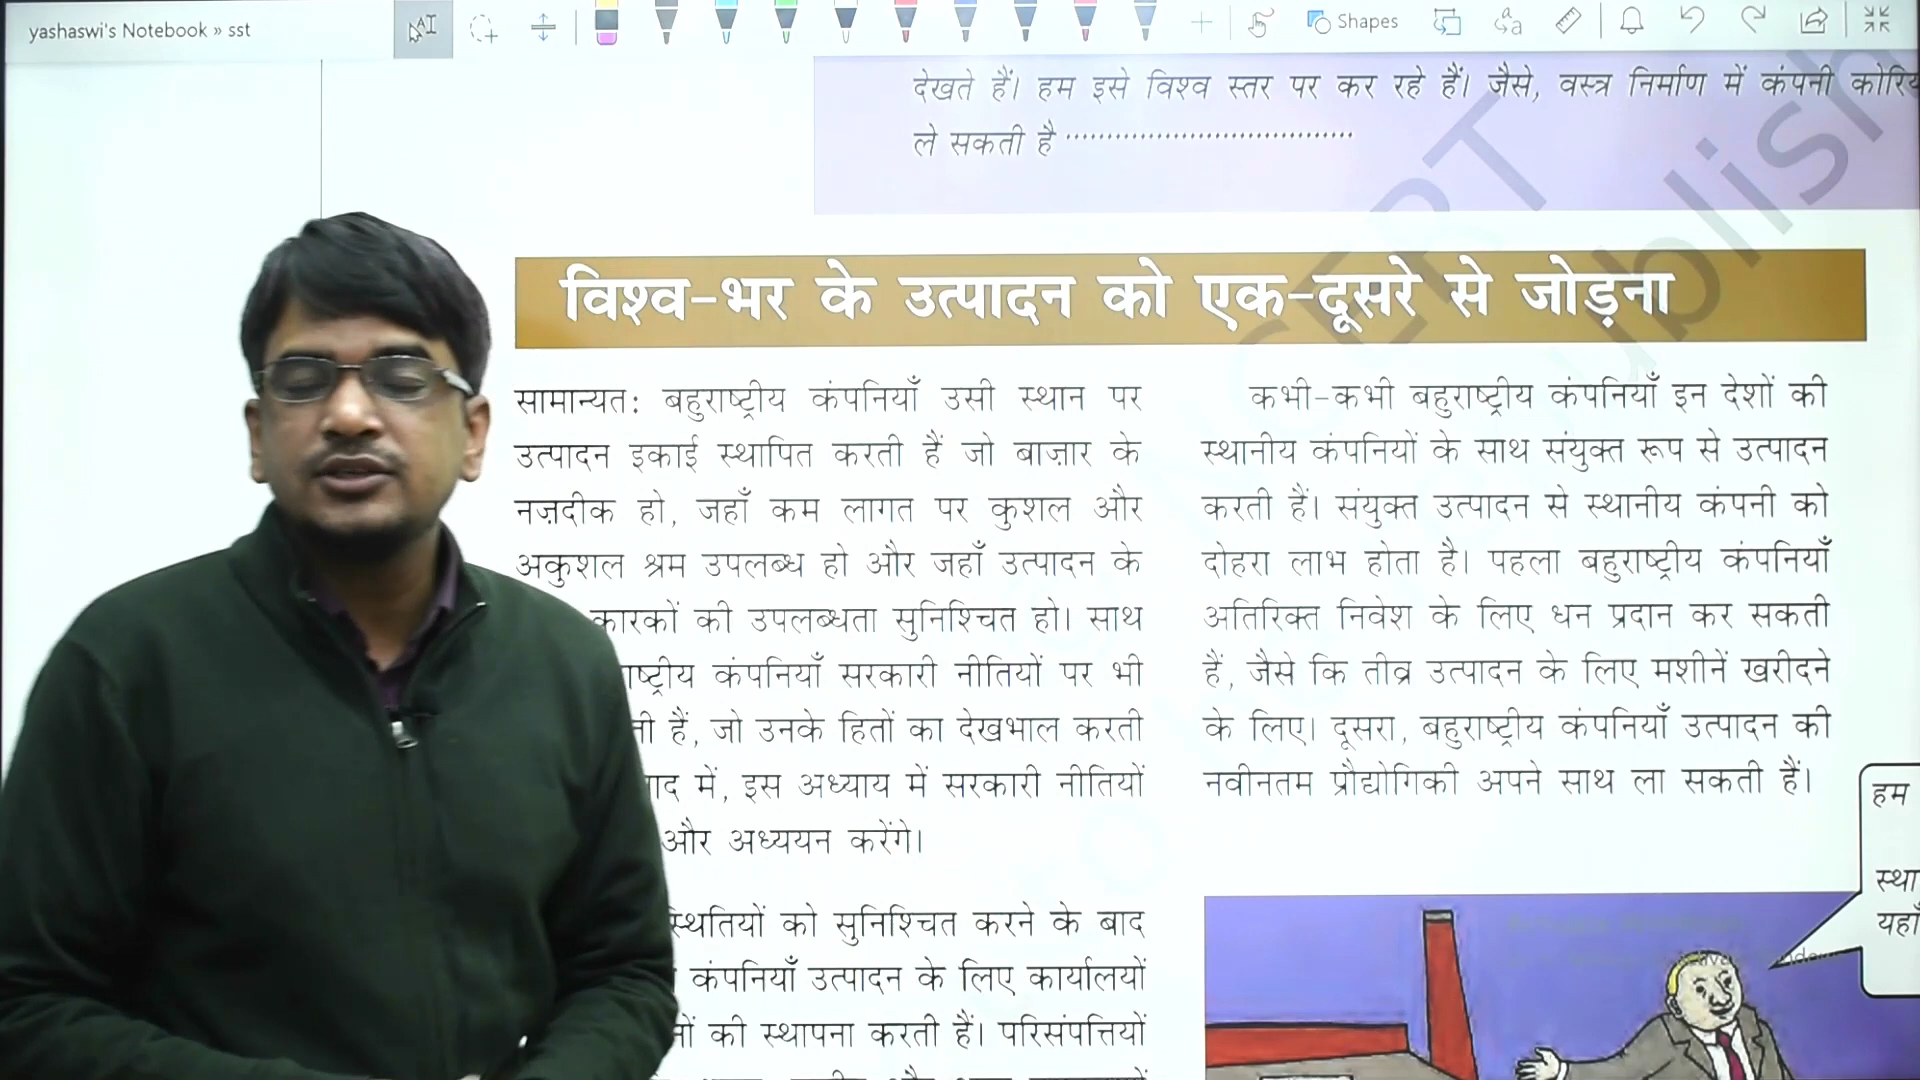 yashaswi's Notebook » sst
Shapes
देखते हैं। हम इसे विश्व स्तर पर कर रहे हैं। जैसे, वस्त्र निर्माण में कंपनी
ले सकती है ..................................
विश्व-भर के उत्पादन को एक-दूसरे से जोड़ना
सामान्यत: बहुराष्ट्रीय कंपनियाँ उसी स्थान पर
उत्पादन इकाई स्थापित करती हैं जो बाज़ार के
नज़दीक हो, जहाँ कम लागत पर कुशल और
अकुशल श्रम उपलब्ध हो और जहाँ उत्पादन के
कारकों की उपलब्धता सुनिश्चित हो। साथ
कंपनियाँ सरकारी नीतियों पर भी
हैं, जो उनके हितों का देखभाल करती
में, इस अध्याय में सरकारी नीतियों
और अध्ययन करेंगे।
को सुनिश्चित करने के बाद
कंपनियाँ उत्पादन के लिए कार्यालयों
की स्थापना करती हैं। परिसंपत्तियों
कभी-कभी बहुराष्ट्रीय कंपनियाँ इन देशों की
स्थानीय कंपनियों के साथ संयुक्त रूप से उत्पादन
करती हैं। संयुक्त उत्पादन से स्थानीय कंपनी को
दोहरा लाभ होता है। पहला बहुराष्ट्रीय कंपनियाँ
अतिरिक्त निवेश के लिए धन प्रदान कर सकती
हैं, जैसे कि तीव्र उत्पादन के लिए मशीनें खरीदने
के लिए। दूसरा, बहुराष्ट्रीय कंपनियाँ उत्पादन की
नवीनतम प्रौद्योगिकी अपने साथ ला सकती हैं।
हम
यहाँ